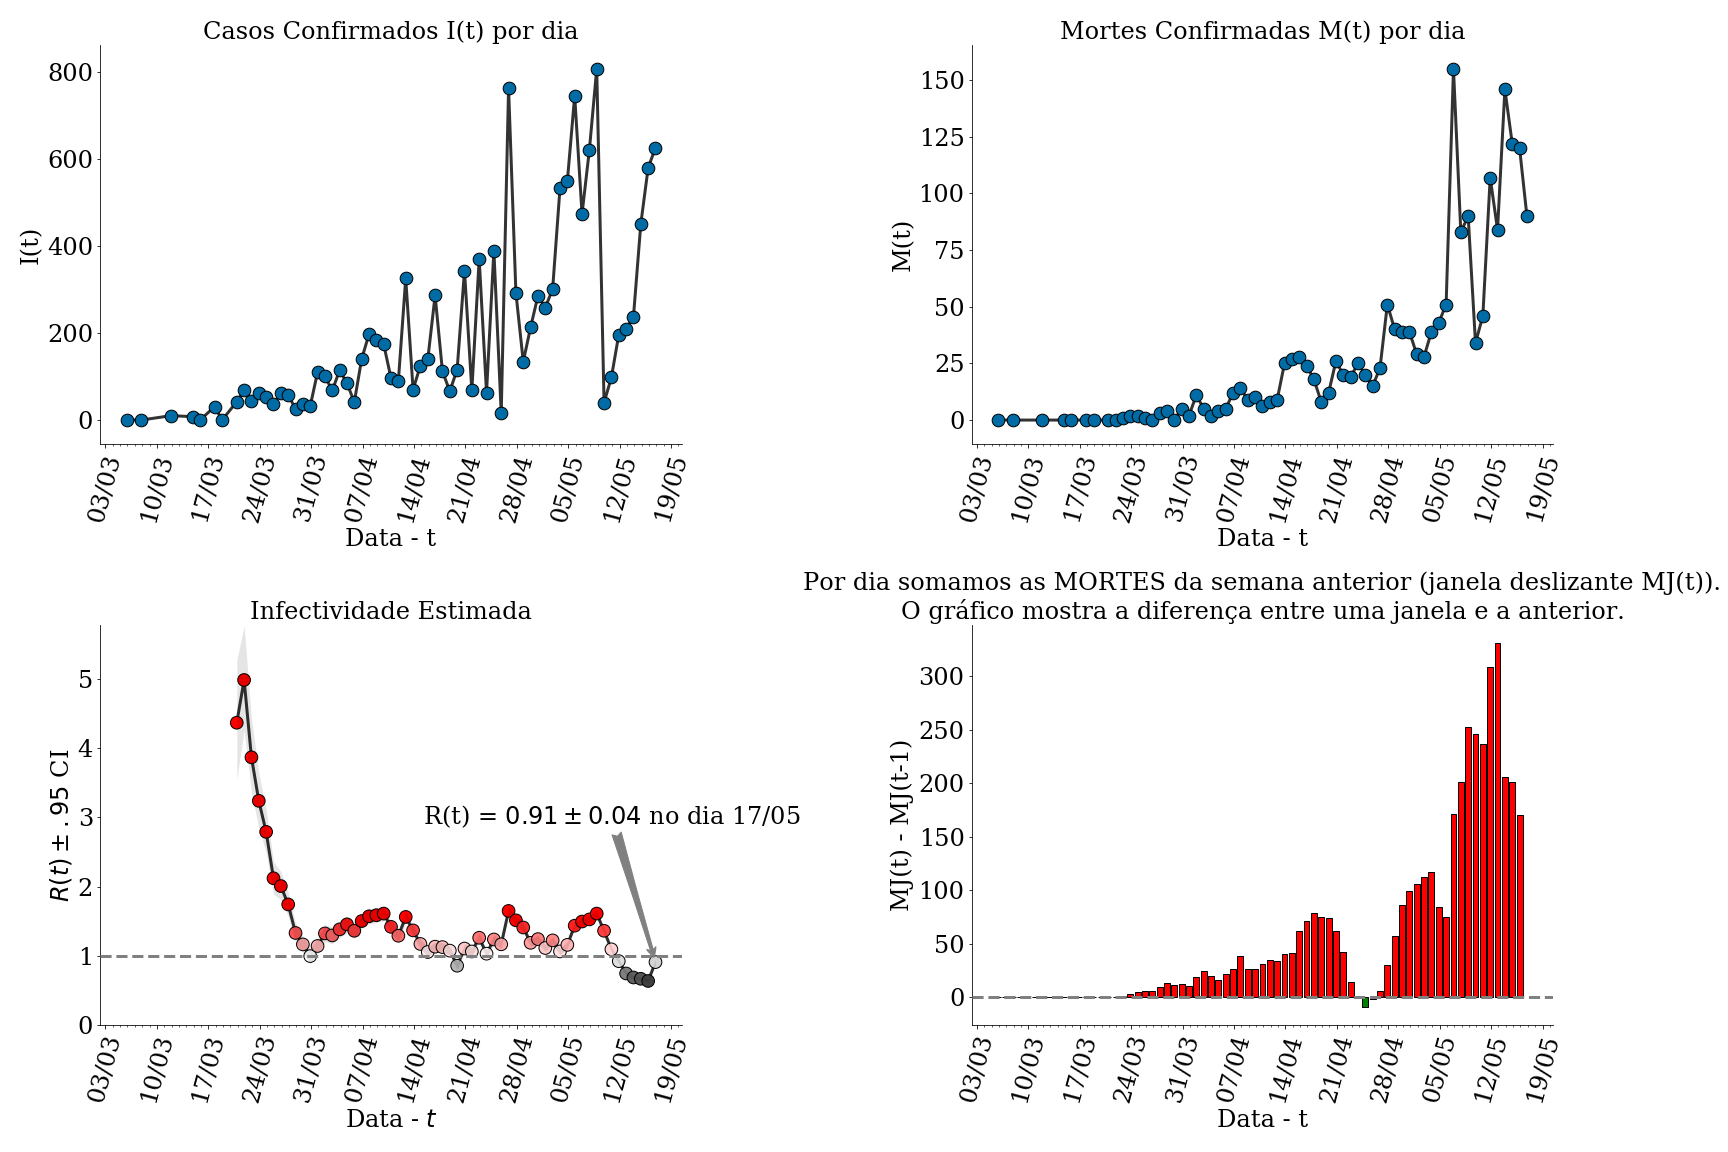 Casos Confirmados I(t) por dia
I(t)
800
600
400
200
0
03/03 10/03 17/03 24/03 31/03 07/04 14/04 21/04 28/04 05/05 12/05 19/05
Data - t
Mortes Confirmadas M(t) por dia
M(t)
150
125
100
75
50
25
0
03/03 10/03 17/03 24/03 31/03 07/04 14/04 21/04 28/04 05/05 12/05 19/05
Data - t
Infectividade Estimada
R(t) ± .95 CI
5
4
3
2
1
0
R(t) = 0.91 ± 0.04 no dia 17/05
03/03 10/03 17/03 24/03 31/03 07/04 14/04 21/04 28/04 05/05 12/05 19/05
Data - t
Por dia somamos as MORTES da semana anterior (janela deslizante MJ(t)).
O gráfico mostra a diferença entre uma janela e a anterior.
MJ(t) - MJ(t-1)
300
250
200
150
100
50
0
03/03 10/03 17/03 24/03 31/03 07/04 14/04 21/04 28/04 05/05 12/05 19/05
Data - t